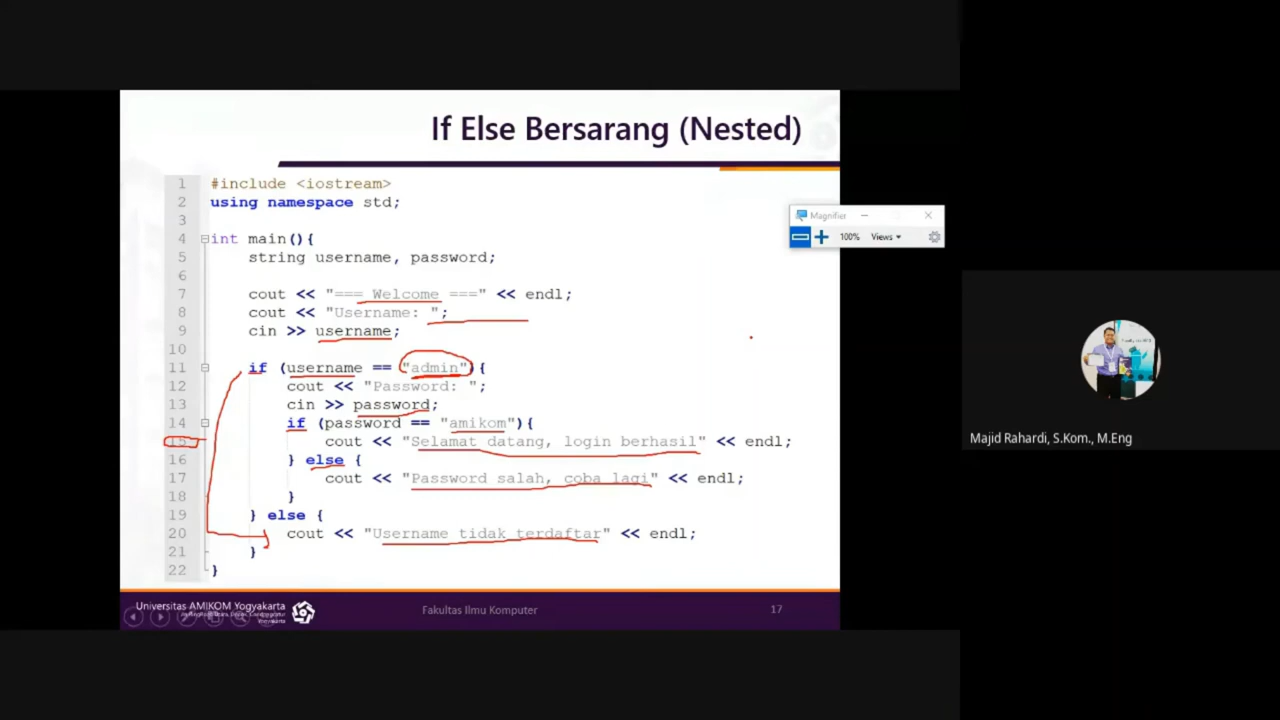 If Else Bersarang (Nested)
1 #include <iostream>
2 using namespace std;
3
4 int main(){
5 string username, password;
6
7 cout << "=== Welcome ===" << endl;
8 cout << "Username: ";
9 cin >> username;
10
11 if (username == "admin"){
12 cout << "Password: ";
13 cin >> password;
14 if (password == "amikom"){
15 cout << "Selamat datang, login berhasil" << endl;
16 } else {
17 cout << "Password salah, coba lagi" << endl;
18 }
19 } else {
20 cout << "Username tidak terdaftar" << endl;
21 }
22 }
Universitas AMIKOM Yogyakarta
Yogyakarta
Fakultas Ilmu Komputer
17
Magnifier
100% Views
Majid Rahardi, S.Kom., M.Eng